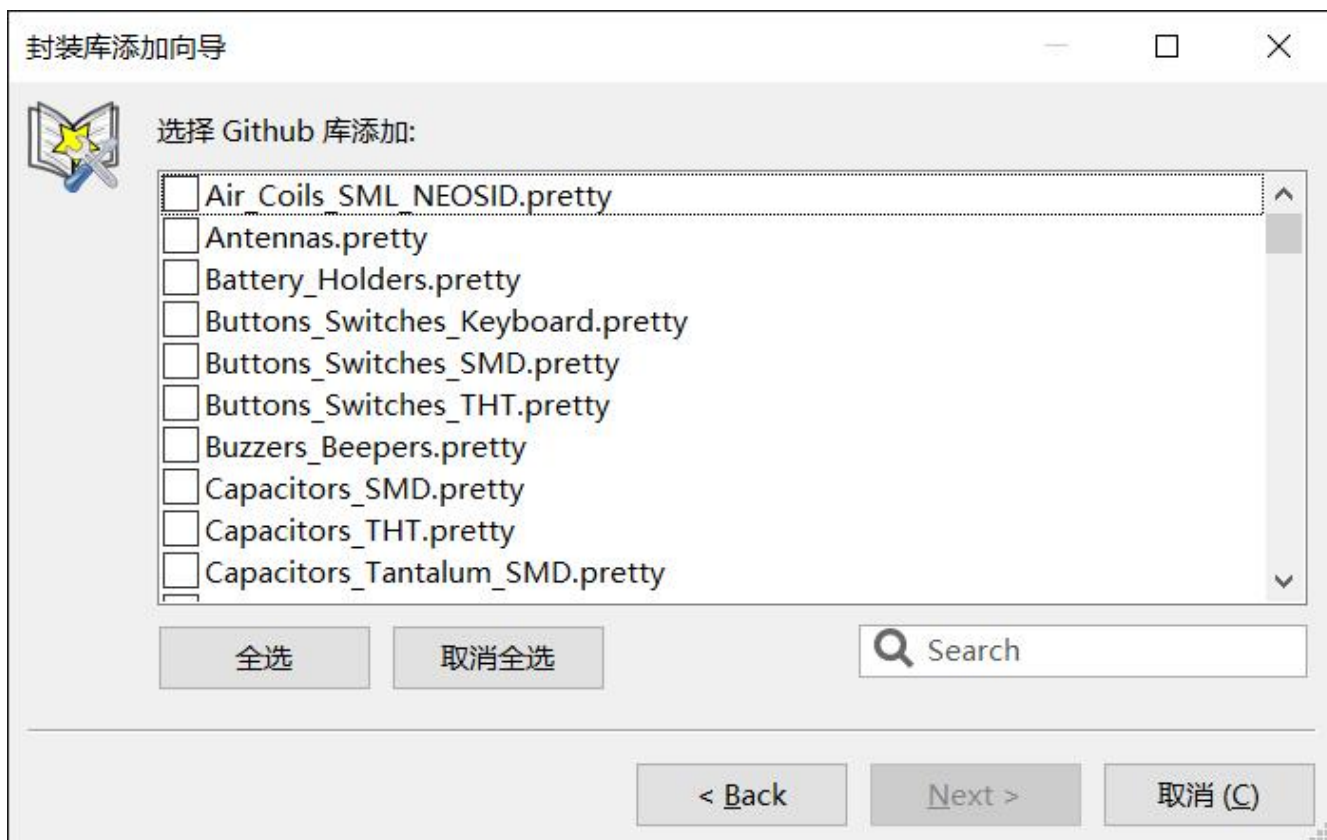 封装库添加向导
选择 Github 库添加:
Air_Coils_SML_NEOSID.pretty
Antennas.pretty
Battery_Holders.pretty
Buttons_Switches_Keyboard.pretty
Buttons_Switches_SMD.pretty
Buttons_Switches_THT.pretty
Buzzers_Beepers.pretty
Capacitors_SMD.pretty
Capacitors_THT.pretty
Capacitors_Tantalum_SMD.pretty
全选 取消全选 Search
< Back Next > 取消 (C)